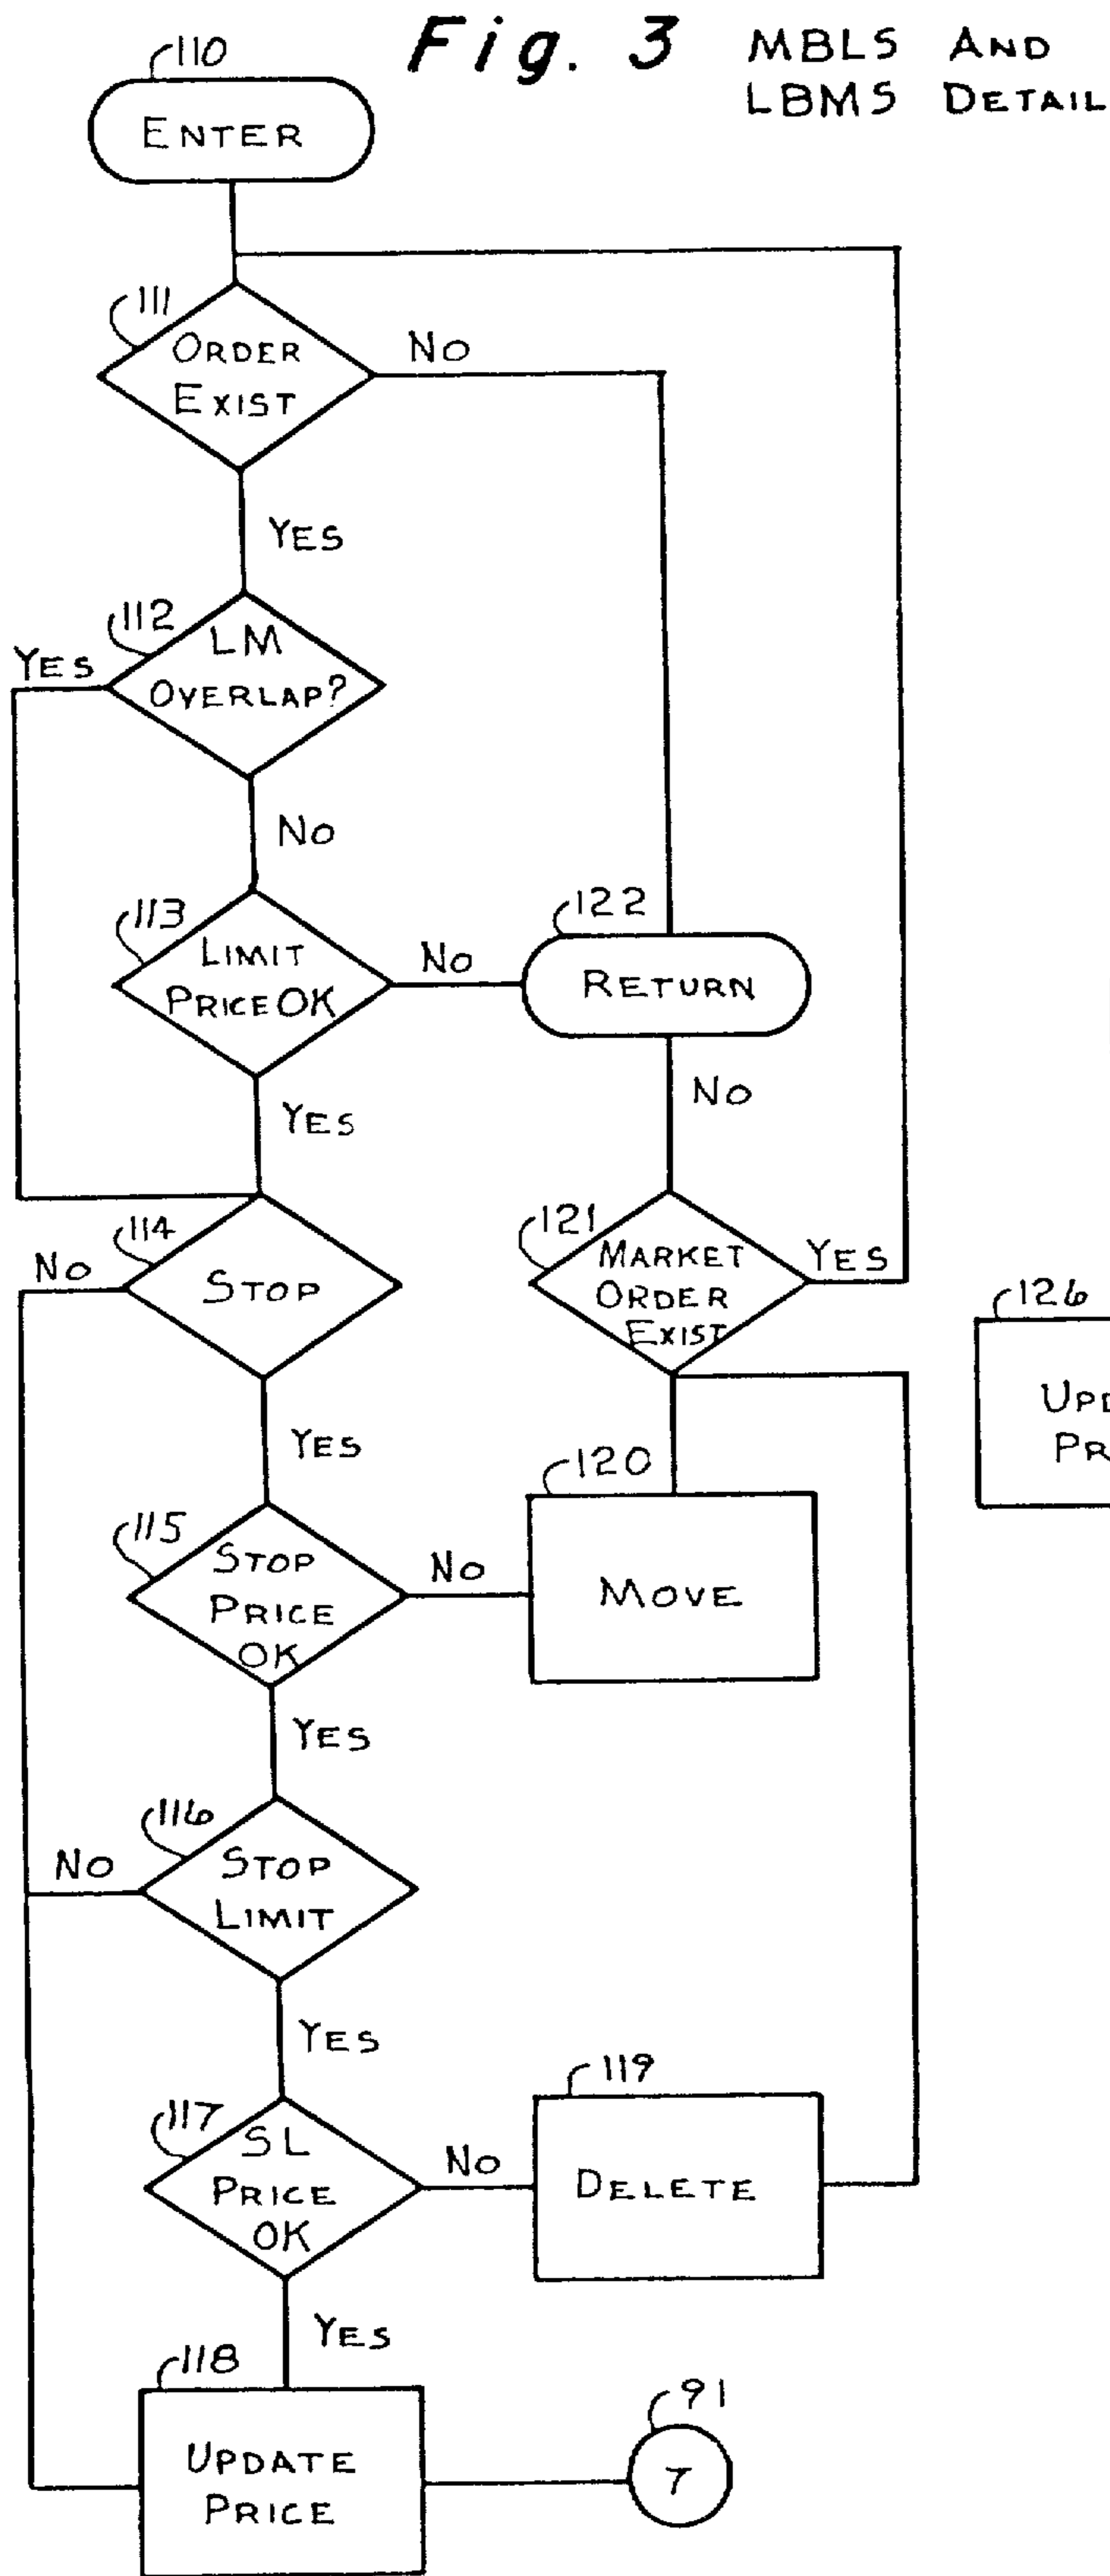 Fig. 3 MBLS AND
LBMS DETAIL
110
ENTER
111
ORDER
EXIST
NO
YES
112
LM
OVERLAP?
YES
NO
113
LIMIT
PRICE OK
NO
122
RETURN
YES
NO
114
STOP
NO
121
MARKET
ORDER
EXIST
YES
126
UPD
PR
YES
115
STOP
PRICE
OK
NO
120
MOVE
YES
116
STOP
LIMIT
NO
YES
117
SL
PRICE
OK
NO
119
DELETE
YES
118
UPDATE
PRICE
91
T